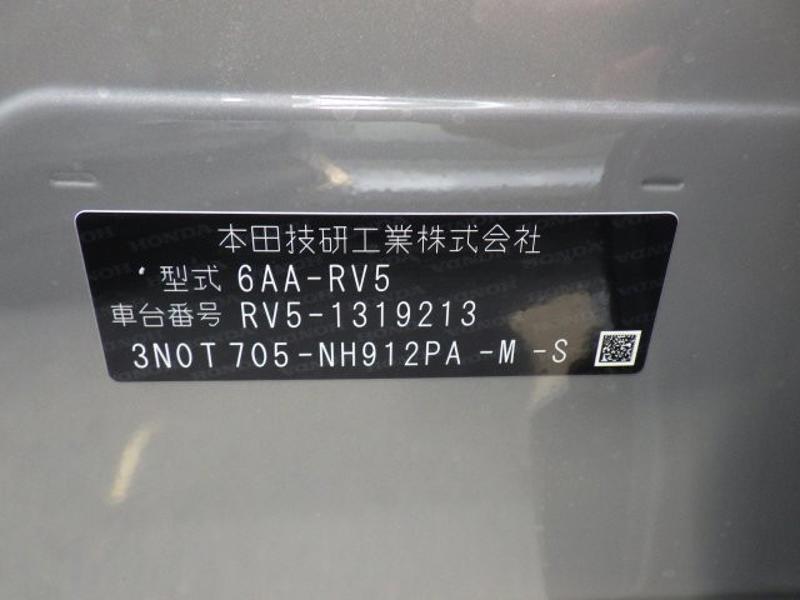 本田技研工業株式会社
型式 6AA-RV5
車台番号 RV5-1319213
3N0T705-NH912PA-M-S